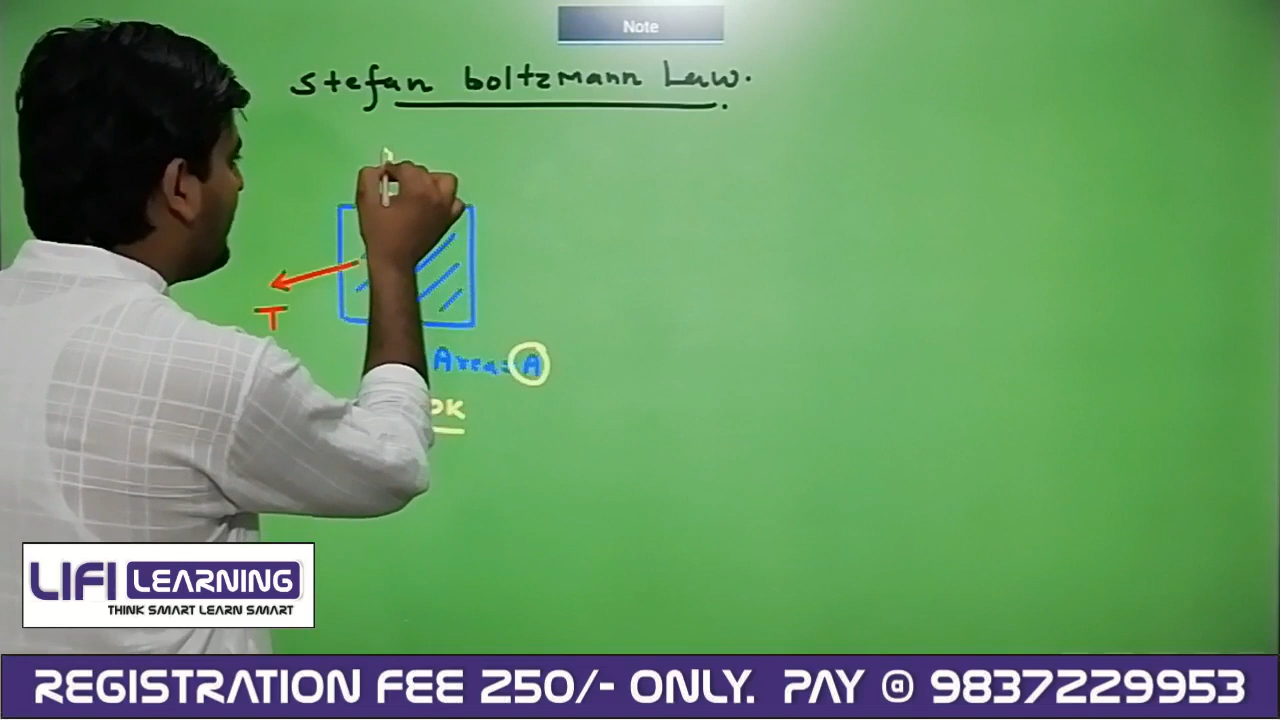 Note
Stefan boltzmann Law.
T
Area = A
LIFI LEARNING
THINK SMART LEARN SMART
REGISTRATION FEE 250/- ONLY. PAY @ 9837229953